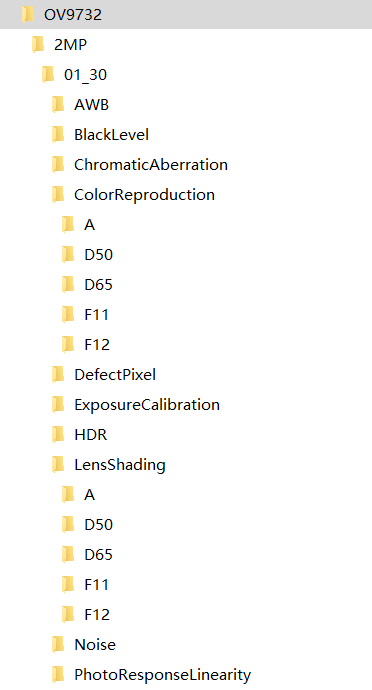 OV9732
2MP
01_30
AWB
BlackLevel
ChromaticAberration
ColorReproduction
A
D50
D65
F11
F12
DefectPixel
ExposureCalibration
HDR
LensShading
A
D50
D65
F11
F12
Noise
PhotoResponseLinearity